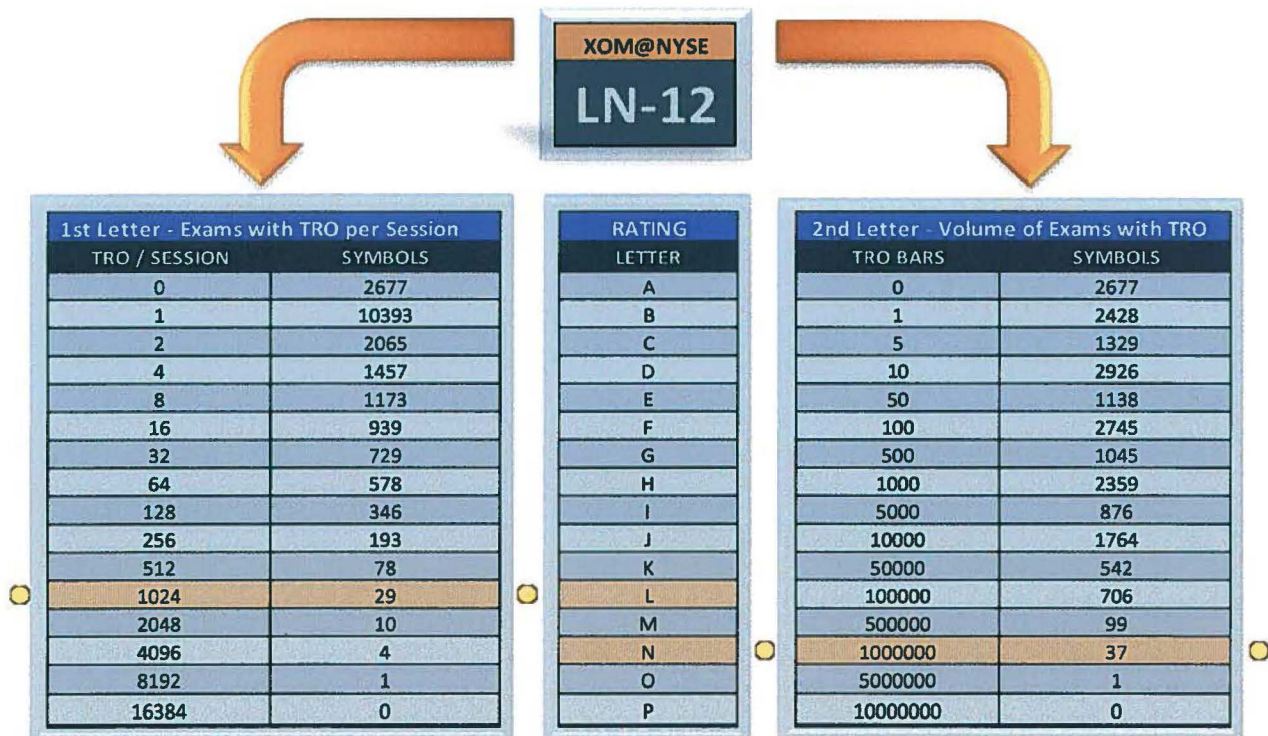 XOM@NYSE
LN-12
1st Letter - Exams with TRO per Session
TRO / SESSION SYMBOLS
0 2677
1 10393
2 2065
4 1457
8 1173
16 939
32 729
64 578
128 346
256 193
512 78
1024 29
2048 10
4096 4
8192 1
16384 0
RATING
LETTER
A
B
C
D
E
F
G
H
I
J
K
L
M
N
O
P
2nd Letter - Volume of Exams with TRO
TRO BARS SYMBOLS
0 2677
1 2428
5 1329
10 2926
50 1138
100 2745
500 1045
1000 2359
5000 876
10000 1764
50000 542
100000 706
500000 99
1000000 37
5000000 1
10000000 0